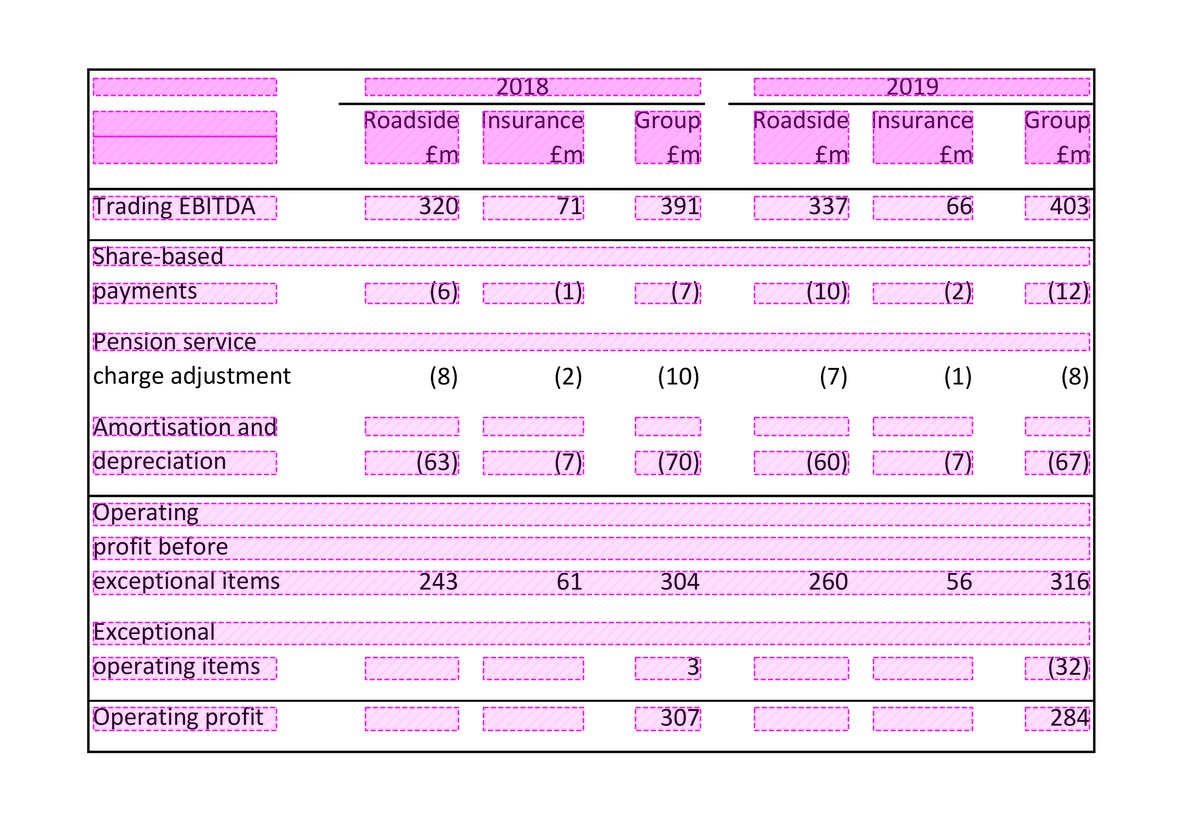 2018 2019
Roadside Insurance Group Roadside Insurance Group
£m £m £m £m £m £m
Trading EBITDA 320 71 391 337 66 403
Share-based
payments (6) (1) (7) (10) (2) (12)
Pension service
charge adjustment (8) (2) (10) (7) (1) (8)
Amortisation and
depreciation (63) (7) (70) (60) (7) (67)
Operating
profit before
exceptional items 243 61 304 260 56 316
Exceptional
operating items 3 (32)
Operating profit 307 284